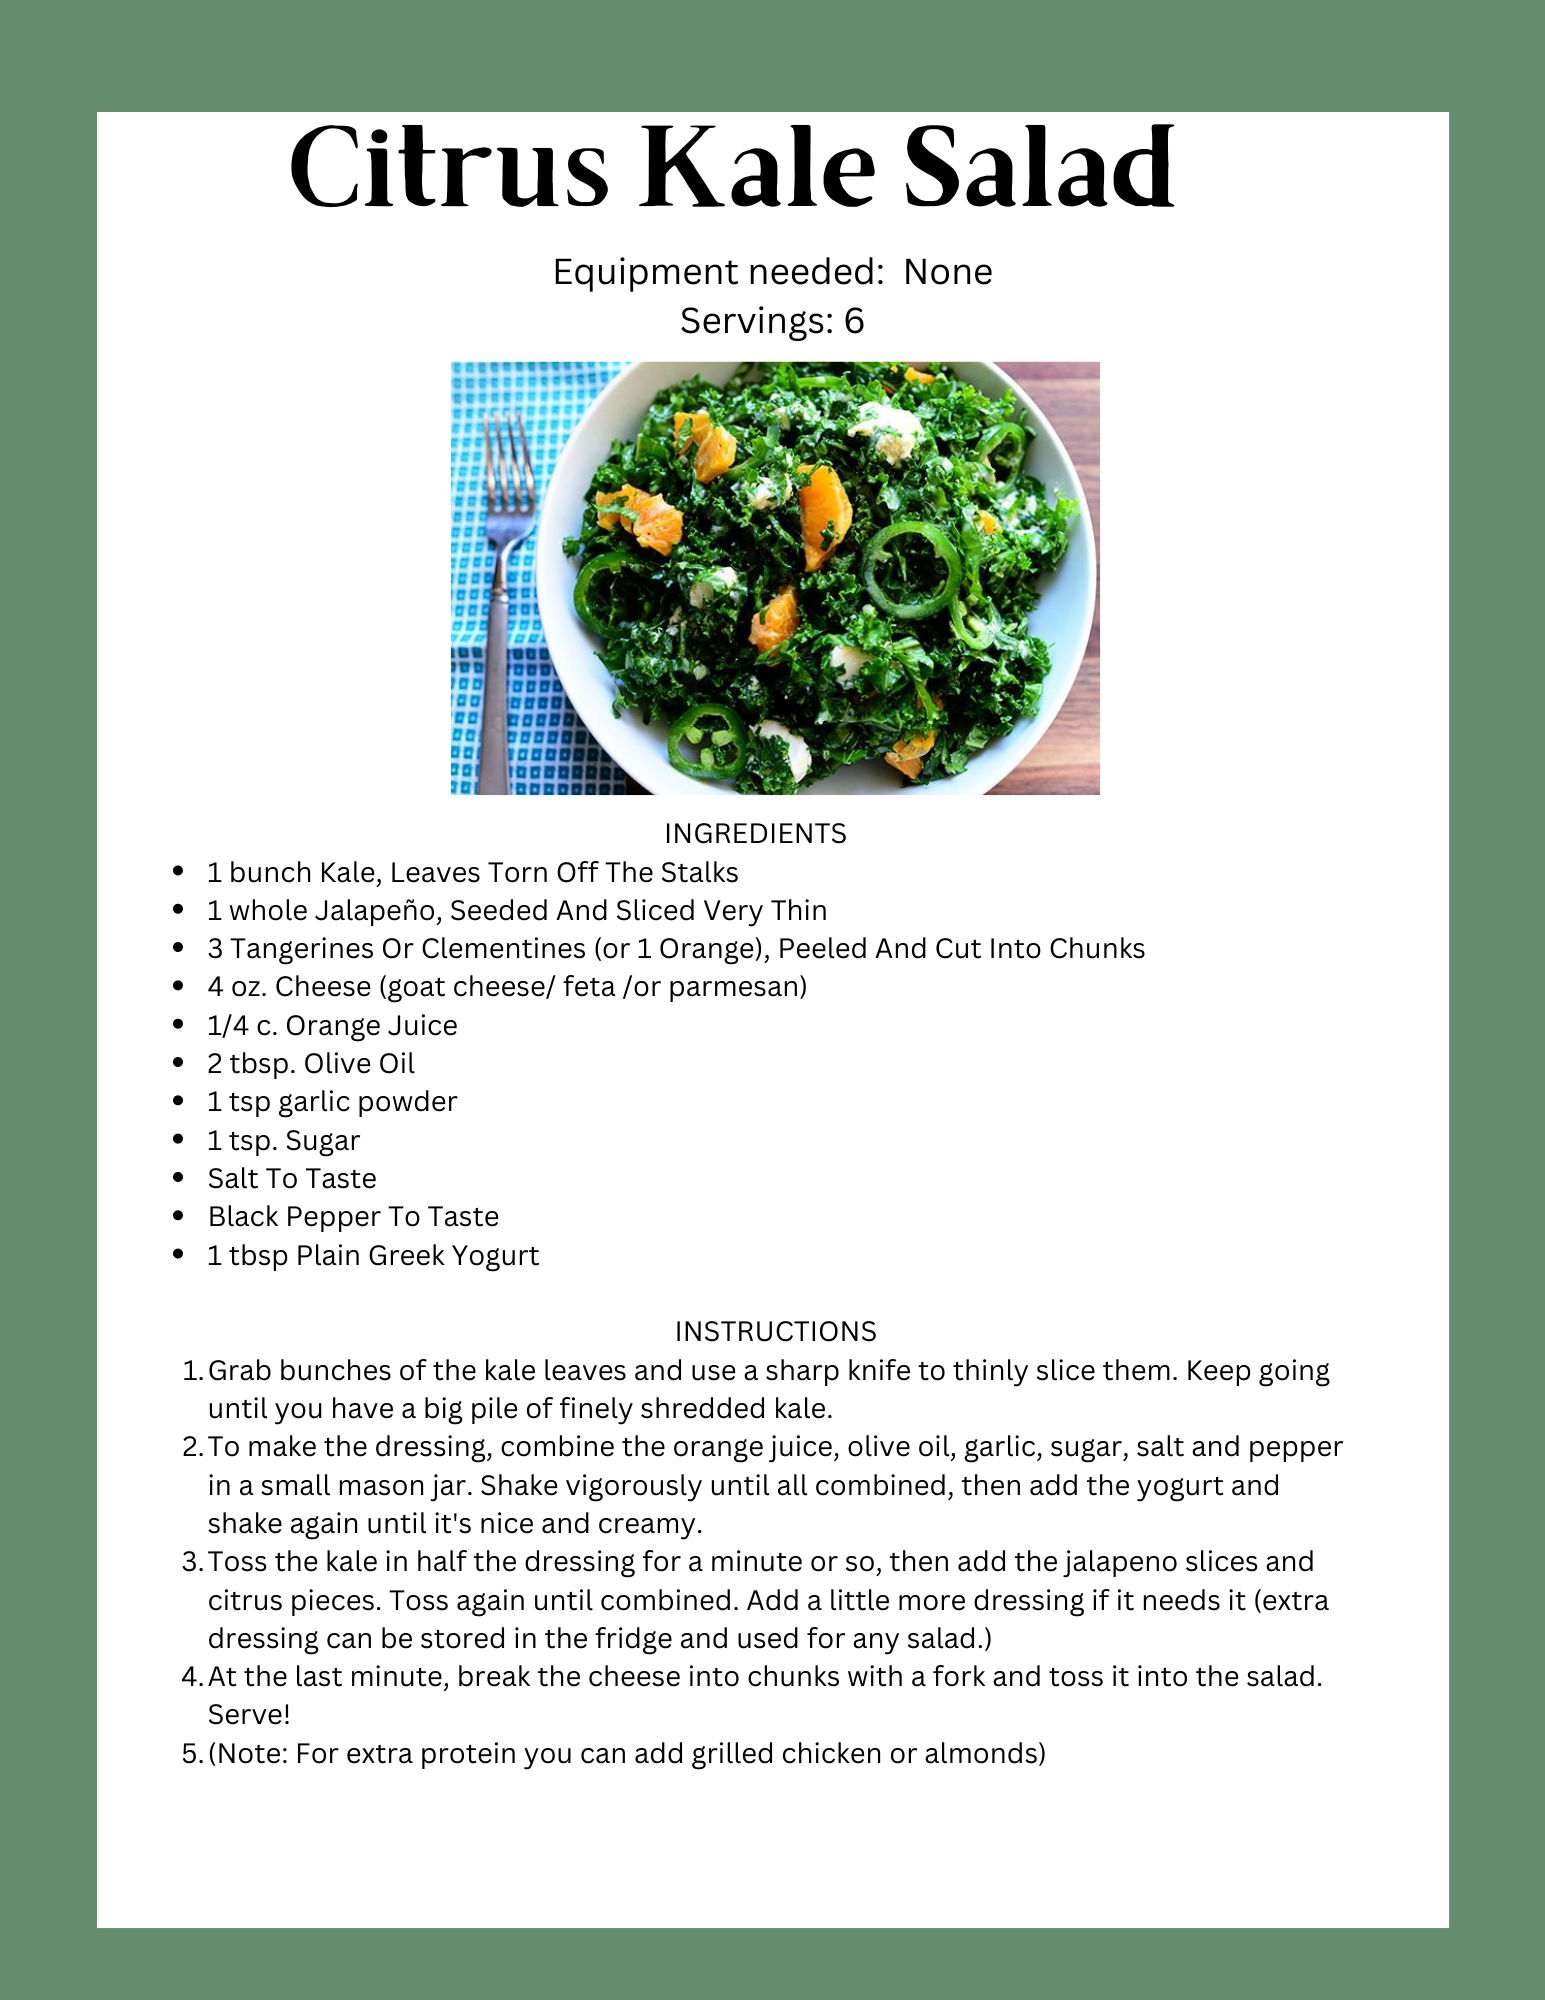 Citrus Kale Salad
Equipment needed:  None
Servings: 6
INGREDIENTS
• 1 bunch Kale, Leaves Torn Off The Stalks
• 1 whole Jalapeño, Seeded And Sliced Very Thin
• 3 Tangerines Or Clementines (or 1 Orange), Peeled And Cut Into Chunks
• 4 oz. Cheese (goat cheese/ feta /or parmesan)
• 1/4 c. Orange Juice
• 2 tbsp. Olive Oil
• 1 tsp garlic powder
• 1 tsp. Sugar
• Salt To Taste
• Black Pepper To Taste
• 1 tbsp Plain Greek Yogurt
INSTRUCTIONS
1. Grab bunches of the kale leaves and use a sharp knife to thinly slice them. Keep going
until you have a big pile of finely shredded kale.
2. To make the dressing, combine the orange juice, olive oil, garlic, sugar, salt and pepper
in a small mason jar. Shake vigorously until all combined, then add the yogurt and
shake again until it's nice and creamy.
3. Toss the kale in half the dressing for a minute or so, then add the jalapeno slices and
citrus pieces. Toss again until combined. Add a little more dressing if it needs it (extra
dressing can be stored in the fridge and used for any salad.)
4. At the last minute, break the cheese into chunks with a fork and toss it into the salad.
Serve!
5. (Note: For extra protein you can add grilled chicken or almonds)